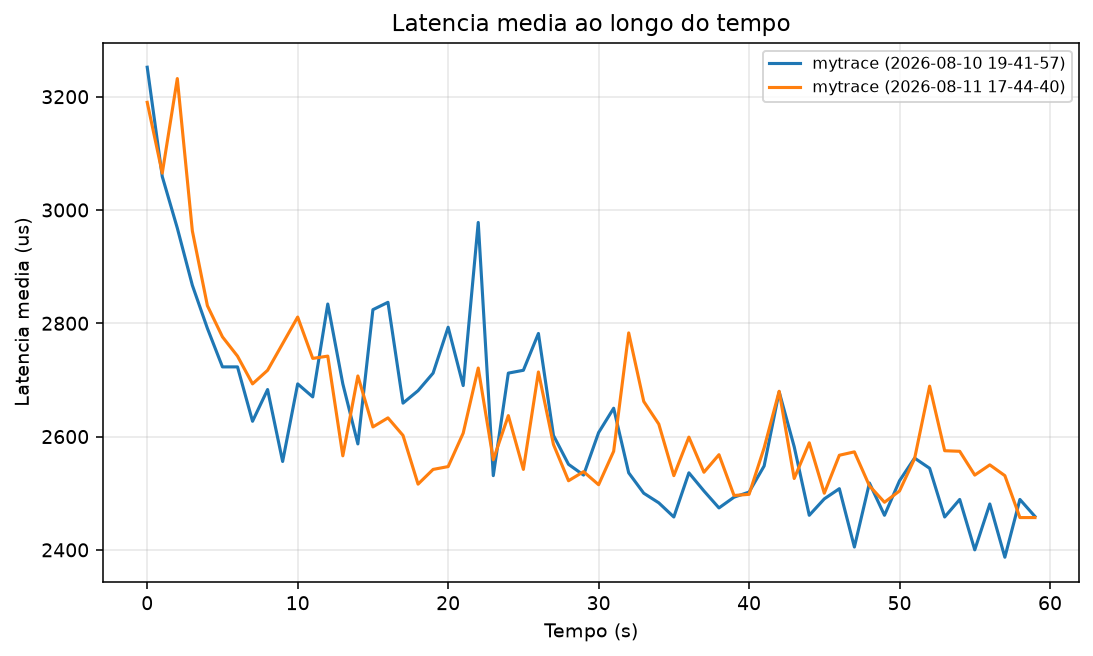 Latencia media ao longo do tempo
mytrace (2026-08-10 19-41-57)
mytrace (2026-08-11 17-44-40)
Latencia media (us)
3200
3000
2800
2600
2400
0 10 20 30 40 50 60
Tempo (s)